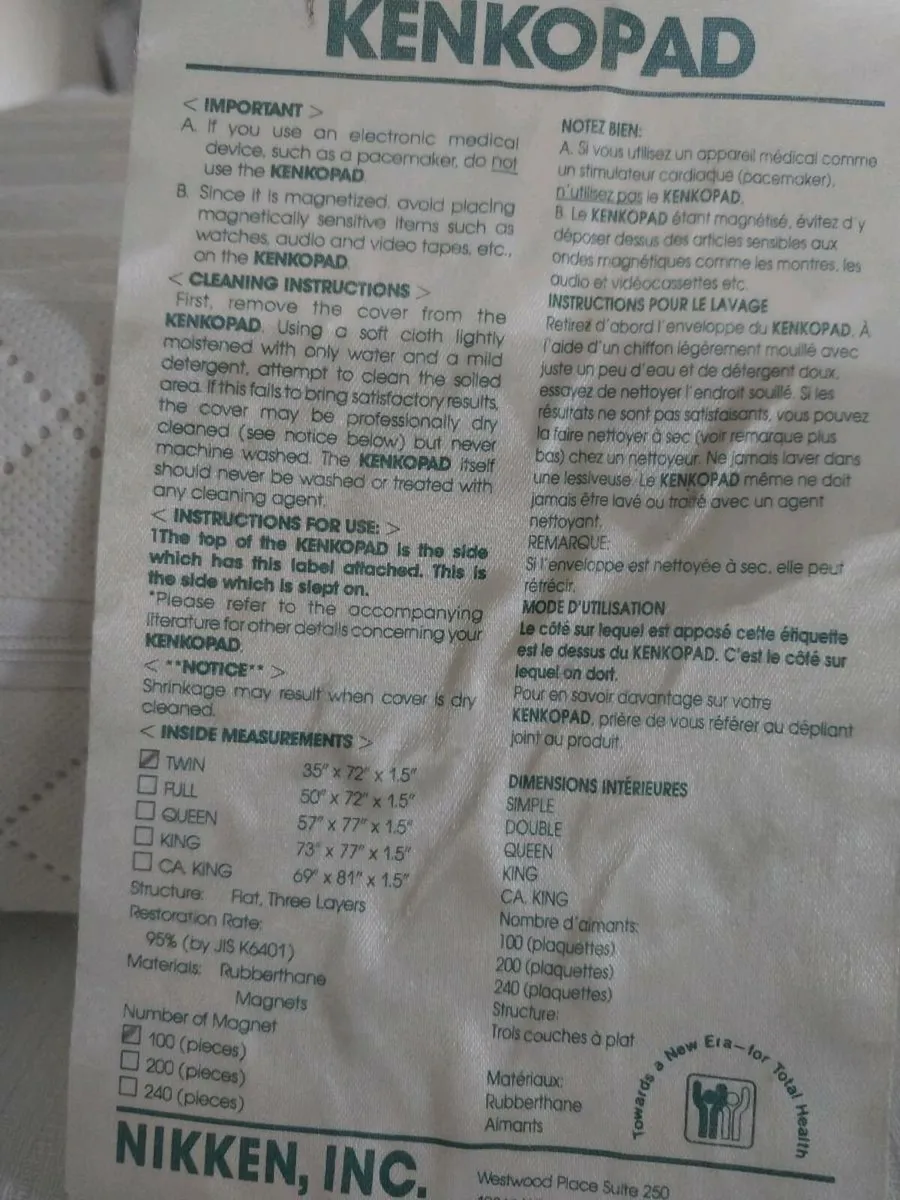 KENKOPAD
< IMPORTANT >
A. If you use an electronic medical
device, such as a pacemaker, do not
use the KENKOPAD
B. Since it is magnetized, avoid placing
magnetically sensitive items such as
watches, audio and video tapes, etc.,
on the KENKOPAD.
< CLEANING INSTRUCTIONS >
First, remove the cover from the
KENKOPAD. Using a soft cloth lightly
moistened with only water and a mild
detergent, attempt to clean the soiled
area. If this fails to bring satisfactory results,
the cover may be professionally dry
cleaned (see notice below) but never
machine washed. The KENKOPAD itself
should never be washed or treated with
any cleaning agent.
< INSTRUCTIONS FOR USE: >
1The top of the KENKOPAD is the side
which has this label attached. This is
the side which is slept on.
*Please refer to the accompanying
literature for other details concerning your
KENKOPAD.
< **NOTICE** >
Shrinkage may result when cover is dry
cleaned.
< INSIDE MEASUREMENTS >
TWIN 35" x 72" x 1.5"
FULL 50" x 72" x 1.5"
QUEEN 57" x 77" x 1.5"
KING 73" x 77" x 1.5"
CA. KING 69" x 81" x 1.5"
Structure: Flat, Three Layers
Restoration Rate:
95% (by JIS K6401)
Materials: Rubberthane
Magnets
Number of Magnet
100 (pieces)
200 (pieces)
240 (pieces)
NOTEZ BIEN:
A. Si vous utilisez un appareil médical comme
un stimulateur cardiaque (pacemaker),
n'utilisez pas le KENKOPAD.
B. Le KENKOPAD étant magnétisé, évitez d'y
déposer dessus des articles sensibles aux
ondes magnétiques comme les montres, les
audio et vidéocassettes etc.
INSTRUCTIONS POUR LE LAVAGE
Retirez d'abord l'enveloppe du KENKOPAD. À
l'aide d'un chiffon légèrement mouillé avec
juste un peu d'eau et de détergent doux,
essayez de nettoyer l'endroit souillé. Si les
résultats ne sont pas satisfaisants, vous pouvez
la faire nettoyer à sec (voir remarque plus
bas) chez un nettoyeur. Ne jamais laver dans
une lessiveuse. Le KENKOPAD même ne doit
jamais être lavé ou traité avec un agent
nettoyant.
REMARQUE:
Si l'enveloppe est nettoyée à sec, elle peut
rétrécir.
MODE D'UTILISATION
Le côté sur lequel est apposé cette étiquette
est le dessus du KENKOPAD. C'est le côté sur
lequel on dort.
Pour en savoir davantage sur votre
KENKOPAD, prière de vous référer au dépliant
joint au produit.
DIMENSIONS INTÉRIEURES
SIMPLE
DOUBLE
QUEEN
KING
CA. KING
Nombre d'aimants:
100 (plaquettes)
200 (plaquettes)
240 (plaquettes)
Structure:
Trois couches à plat
Matériaux:
Rubberthane
Aimants
Towards a New Era-for Total Health
NIKKEN, INC.
Westwood Place Suite 250